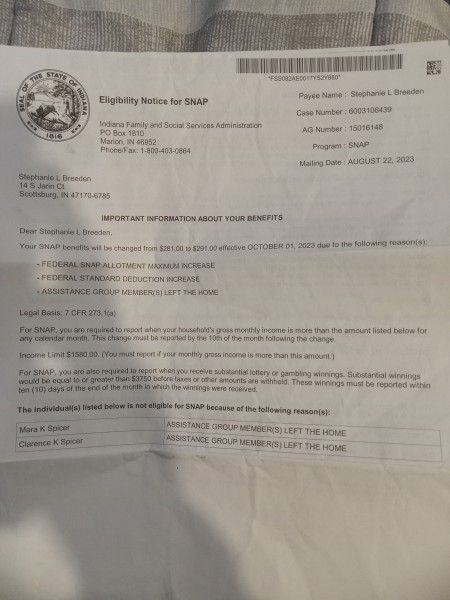 *FSS082AE0017YS2Y880*
SEAL OF THE STATE OF INDIANA
1816
Eligibility Notice for SNAP
Indiana Family and Social Services Administration
PO Box 1810
Marion, IN 46952
Phone/Fax: 1-800-403-0864
Payee Name : Stephanie L Breeden
Case Number : 6003106439
AG Number : 15016148
Program : SNAP
Mailing Date : AUGUST 22, 2023
Stephanie L Breeden
14 S Jarin Ct
Scottsburg, IN 47170-6785
IMPORTANT INFORMATION ABOUT YOUR BENEFITS
Dear Stephanie L Breeden,
Your SNAP benefits will be changed from $281.00 to $291.00 effective OCTOBER 01, 2023 due to the following reason(s):
- FEDERAL SNAP ALLOTMENT MAXIMUM INCREASE
- FEDERAL STANDARD DEDUCTION INCREASE
- ASSISTANCE GROUP MEMBER(S) LEFT THE HOME
Legal Basis: 7 CFR 273.1(a)
For SNAP, you are required to report when your household's gross monthly income is more than the amount listed below for
any calendar month. This change must be reported by the 10th of the month following the change.
Income Limit $1580.00. (You must report if your monthly gross income is more than this amount.)
For SNAP, you are also required to report when you receive substantial lottery or gambling winnings. Substantial winnings
would be equal to or greater than $3750 before taxes or other amounts are withheld. These winnings must be reported within
ten (10) days of the end of the month in which the winnings were received.
The individual(s) listed below is not eligible for SNAP because of the following reason(s):
Mara K Spicer ASSISTANCE GROUP MEMBER(S) LEFT THE HOME
Clarence K Spicer ASSISTANCE GROUP MEMBER(S) LEFT THE HOME